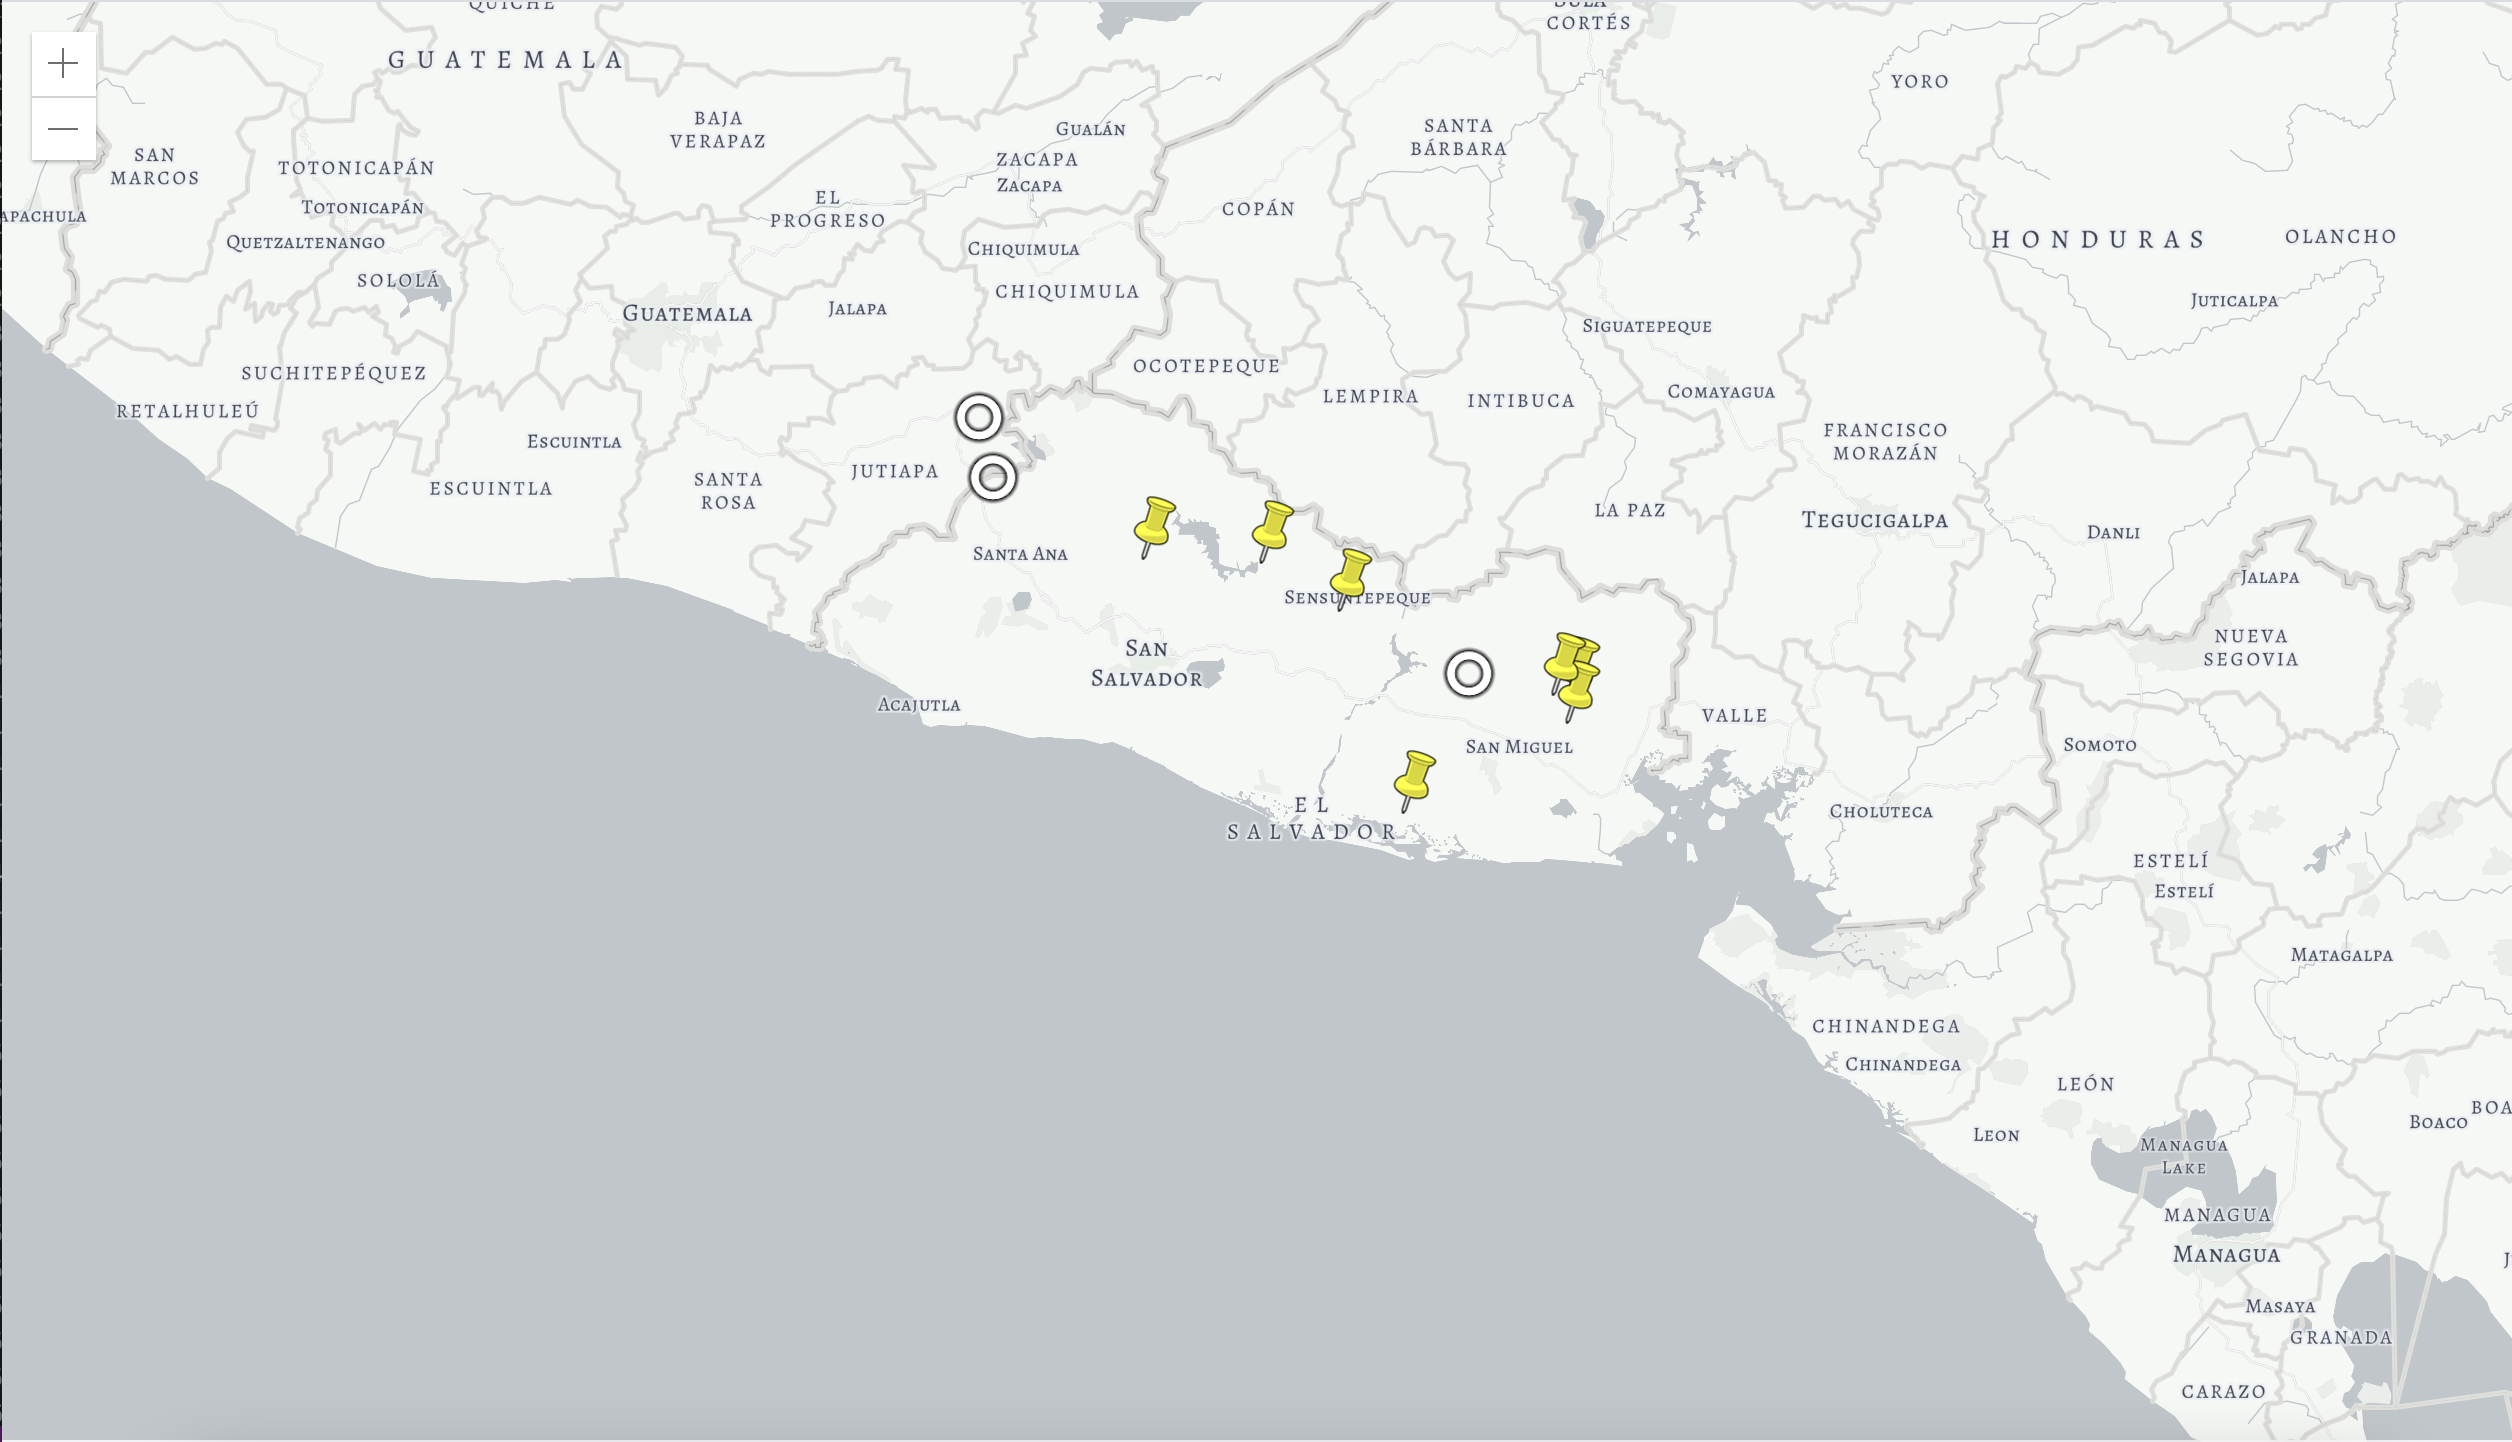 QUICHÉ
GUATEMALA
CORTÉS
YORO
BAJA
VERAPAZ
GUALÁN
SANTA
BÁRBARA
SAN
MARCOS
TOTONICAPÁN
ZACAPA
ZACAPA
EL
PROGRESO
TOTONICAPÁN
COPÁN
APACHULA
QUETZALTENANGO
CHIQUIMULA
HONDURAS
OLANCHO
SOLOLÁ
CHIQUIMULA
JUTICALPA
GUATEMALA
JALAPA
SIGUATEPEQUE
SUCHITEPÉQUEZ
OCOTEPEQUE
LEMPIRA
INTIBUCA
COMAYAGUA
RETALHULEÚ
ESCUINTLA
FRANCISCO
MORAZÁN
JUTIAPA
ESCUINTLA
SANTA
ROSA
LA PAZ
TEGUCIGALPA
DANLI
SANTA ANA
JALAPA
SENSUNTEPEQUE
SAN
SALVADOR
NUEVA
SEGOVIA
ACAJUTLA
VALLE
SAN MIGUEL
SOMOTO
EL
SALVADOR
CHOLUTECA
ESTELÍ
ESTELÍ
MATAGALPA
CHINANDEGA
CHINANDEGA
LEÓN
BOACO
BOA
LEON
MANAGUA
LAKE
MANAGUA
MANAGUA
MASAYA
GRANADA
CARAZO